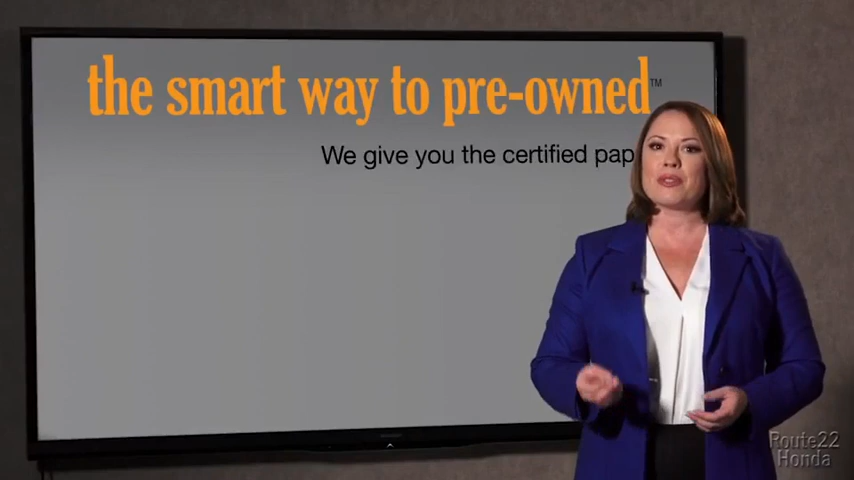 the smart way to pre-owned™
We give you the certified pap
Route22
Honda